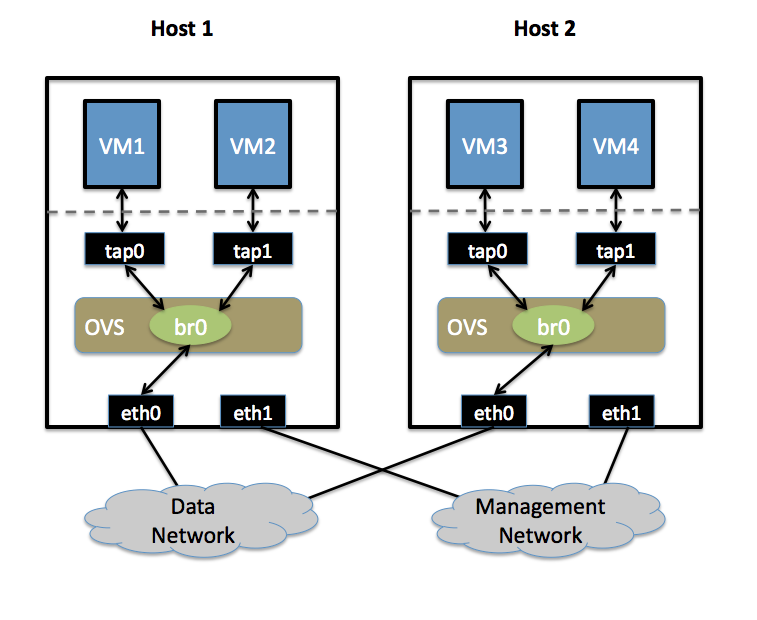 Host 1
Host 2
VM1
VM2
VM3
VM4
tap0
tap1
tap0
tap1
OVS
br0
OVS
br0
eth0
eth1
eth0
eth1
Data
Network
Management
Network